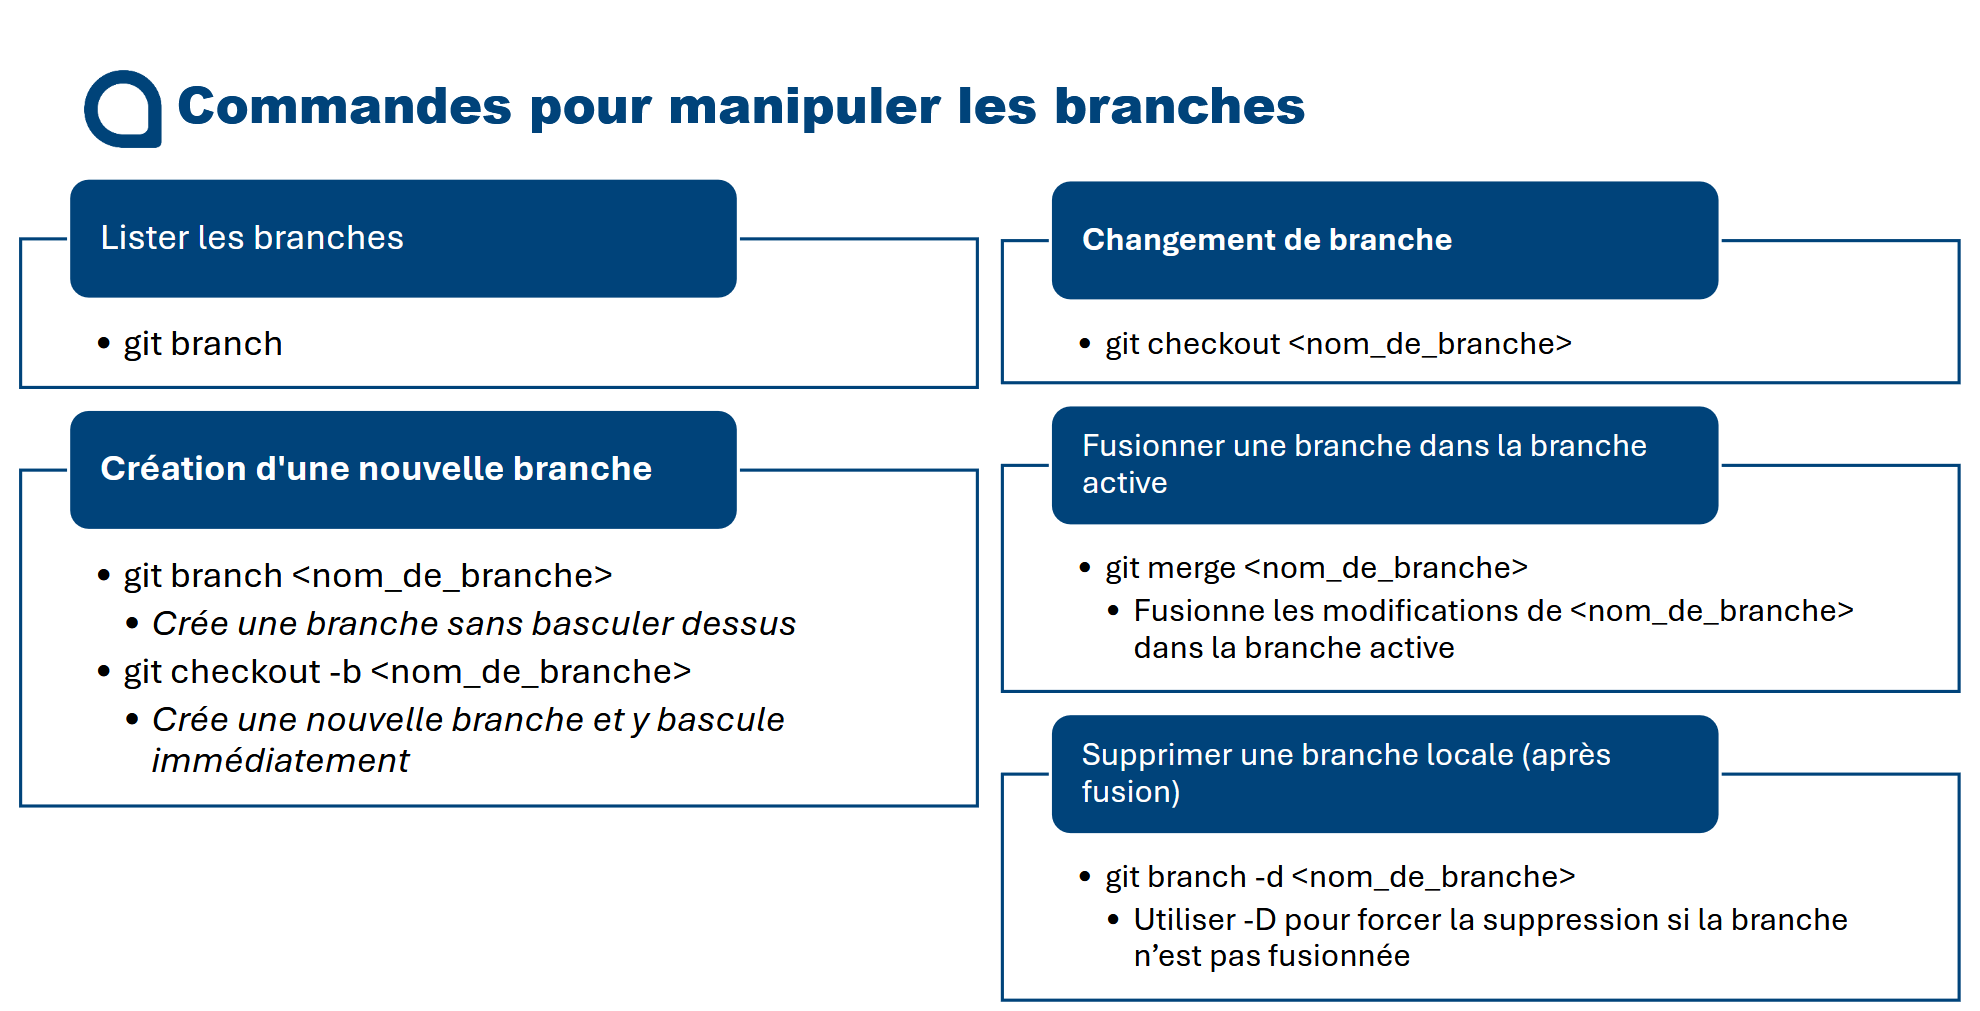 Commandes pour manipuler les branches
Lister les branches
• git branch
Création d'une nouvelle branche
• git branch <nom_de_branche>
• Crée une branche sans basculer dessus
• git checkout -b <nom_de_branche>
• Crée une nouvelle branche et y bascule
immédiatement
Changement de branche
• git checkout <nom_de_branche>
Fusionner une branche dans la branche
active
• git merge <nom_de_branche>
• Fusionne les modifications de <nom_de_branche>
dans la branche active
Supprimer une branche locale (après
fusion)
• git branch -d <nom_de_branche>
• Utiliser -D pour forcer la suppression si la branche
n’est pas fusionnée